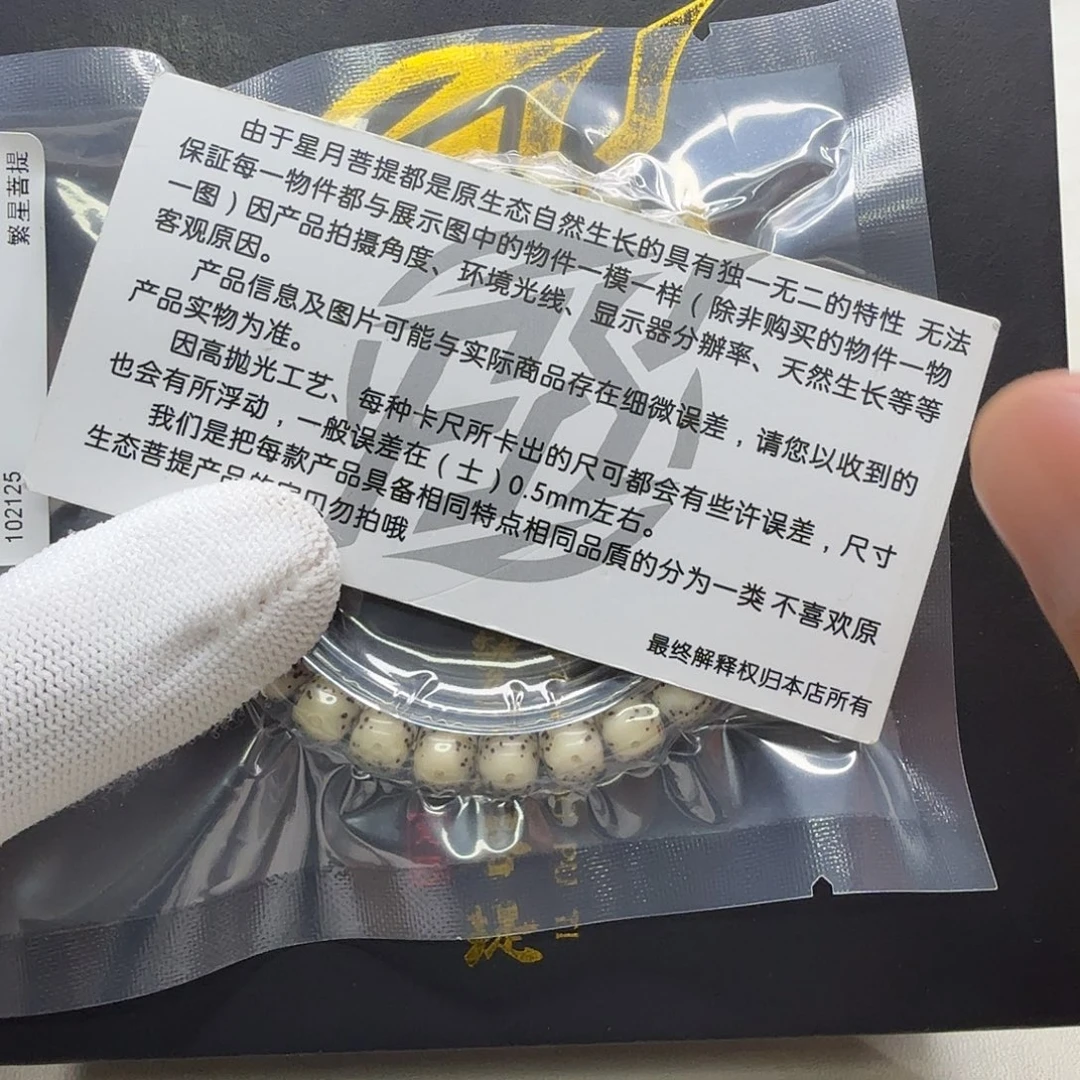 由于星月菩提都是原生态自然生长的具有独一无二的特性 无法
保証每一物件都与展示图中的物件一模一样（除非购买的物件一物
一图）因产品拍摄角度、环境光线、显示器分辦率、天然生长等等
客观原因。
产品信息及图片可能与实际商品存在细微误差，请您以收到的
产品实物为准。
因高抛光工艺、每种卡尺所卡出的尺可都会有些许误差，尺寸
也会有所浮动，一般误差在（土）0.5mm左右。
我们是把每款产品具备相同特点相同品質的分为一类 不喜欢原
生态菩提产品的宝贝勿拍哦
最终解释权归本店所有
繁星菩提
102125
提